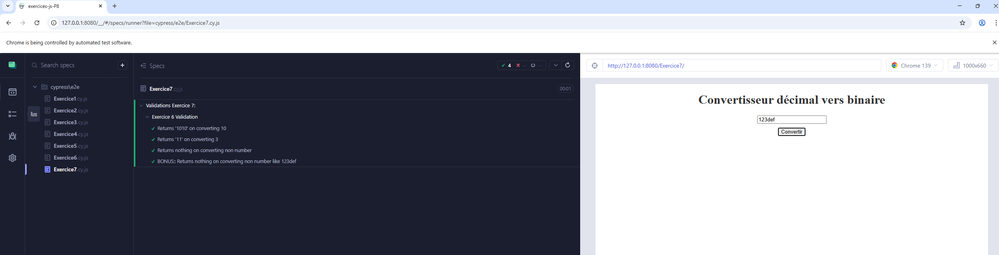 exercices-js-P8
127.0.0.1:8080/__/#/specs/runner?file=cypress/e2e/Exercice7.cy.js
Chrome is being controlled by automated test software.
Search specs
+
cypress\e2e
Exercice1.cy.js
Exercice2.cy.js
Runs
Exercice3.cy.js
Exercice4.cy.js
Exercice5.cy.js
Exercice6.cy.js
Exercice7.cy.js
Specs
4 -- --
Exercice7.cy.js
00:01
Validations Exercice 7:
Exercice 6 Validation
Returns '1010' on converting 10
Returns '11' on converting 3
Returns nothing on converting non number
BONUS:: Returns nothing on converting non number like 123def
http://127.0.0.1:8080/Exercice7/
Chrome 139
1000x660
Convertisseur décimal vers binaire
123def
Convertir